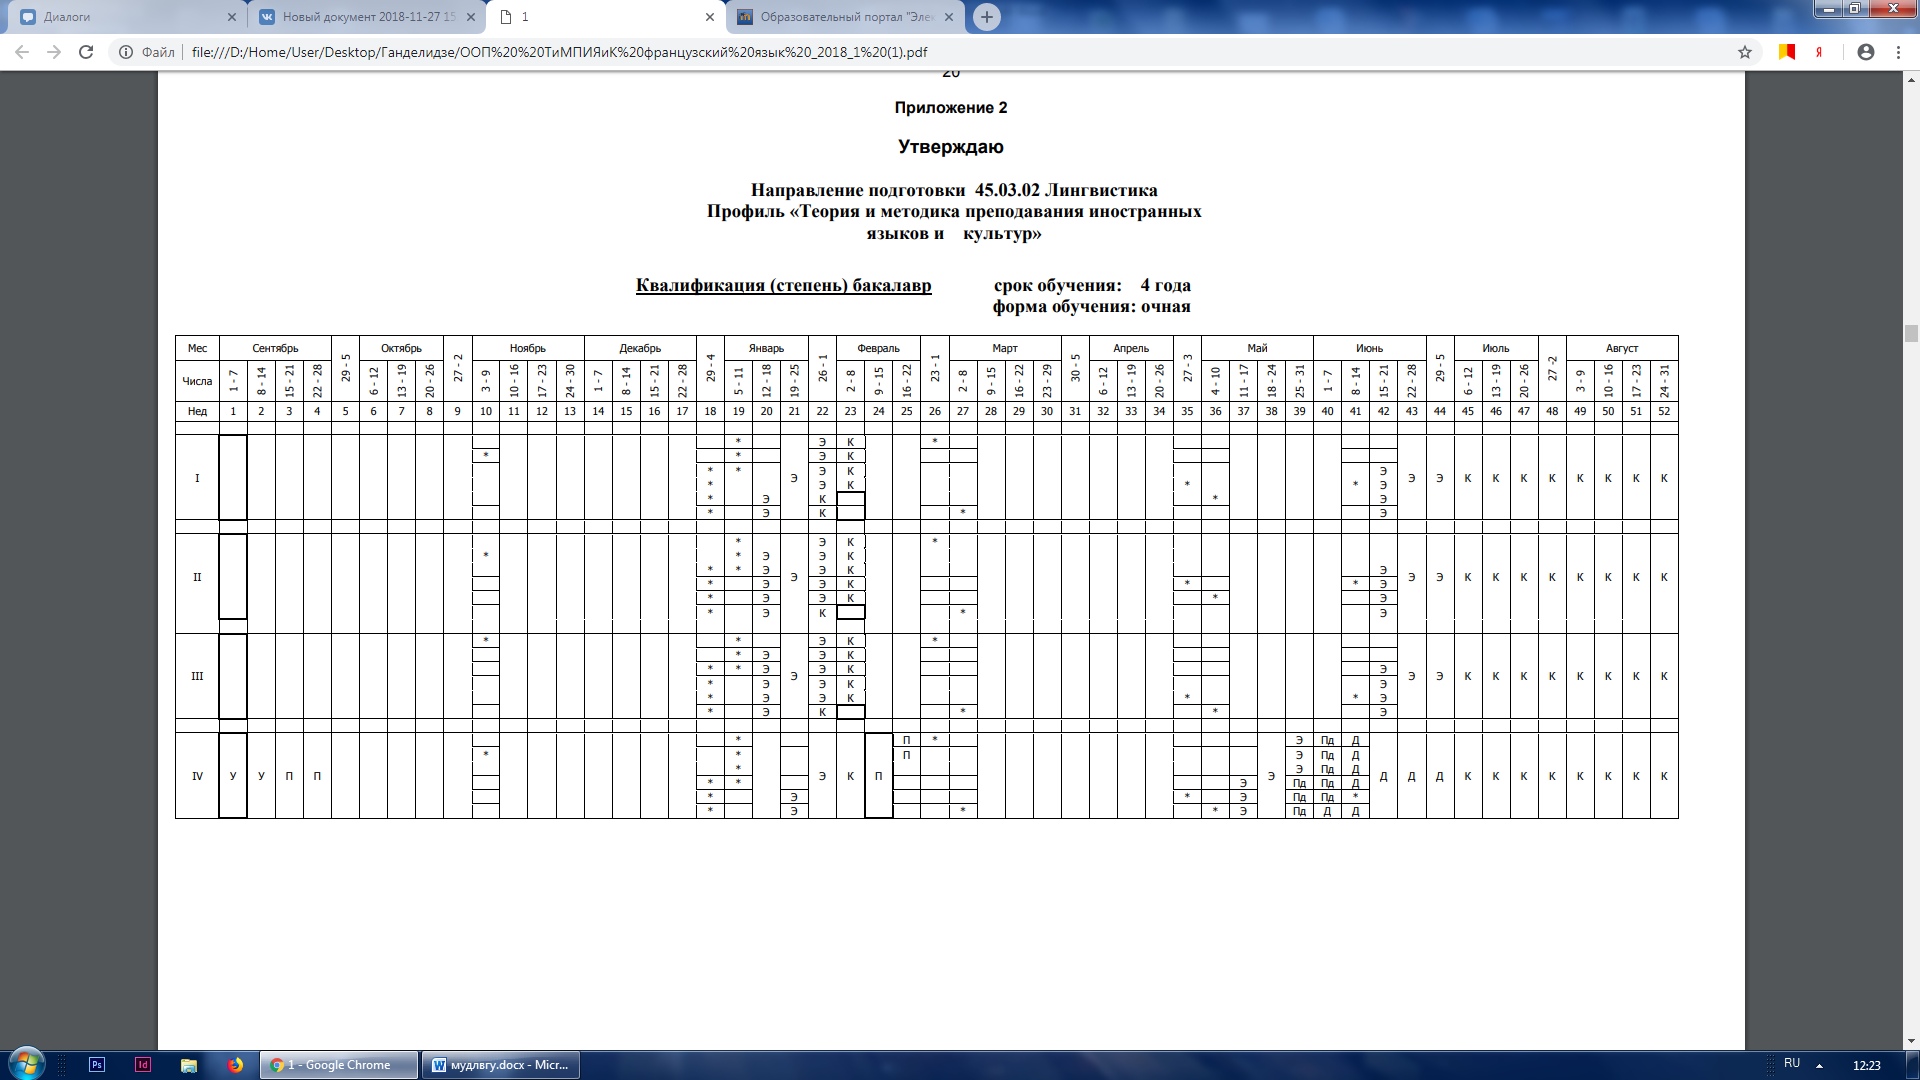 Диалоги
Новый документ 2018-11-27 15
1
Образовательный портал "Эле
Файл
file:///D:/Home/User/Desktop/Ганделидзе/ООП%20%20ТиМПИЯиК%20французский%20язык%20_2018_1%20(1).pdf
20
Приложение 2
Утверждаю
Направление подготовки 45.03.02 Лингвистика
Профиль «Теория и методика преподавания иностранных
языков и культур»
Квалификация (степень) бакалавр срок обучения: 4 года
форма обучения: очная
Мес Сентябрь 29 - 5 Октябрь 27 - 2 Ноябрь Декабрь 29 - 4 Январь 26 - 1 Февраль 23 - 1 Март 30 - 5 Апрель 27 - 3 Май Июнь 29 - 5 Июль 27 -2 Август
Числа 1 - 7 8 - 14 15 - 21 22 - 28 6 - 12 13 - 19 20 - 26 3 - 9 10 - 16 17 - 23 24 - 30 1 - 7 8 - 14 15 - 21 22 - 28 5 - 11 12 - 18 19 - 25 2 - 8 9 - 15 16 - 22 2 - 8 9 - 15 16 - 22 23 - 29 6 - 12 13 - 19 20 - 26 4 - 10 11 - 17 18 - 24 25 - 31 1 - 7 8 - 14 15 - 21 22 - 28 6 - 12 13 - 19 20 - 26 3 - 9 10 - 16 17 - 23 24 - 31
Нед 1 2 3 4 5 6 7 8 9 10 11 12 13 14 15 16 17 18 19 20 21 22 23 24 25 26 27 28 29 30 31 32 33 34 35 36 37 38 39 40 41 42 43 44 45 46 47 48 49 50 51 52
* Э К *
* * Э К
* * Э К Э
I Э Э Э К К К К К К К К
* Э К * * Э
* Э К * Э
* Э К * Э
* Э К *
* * Э Э К
* * Э Э К Э
II Э Э Э К К К К К К К К
* Э Э К * * Э
* Э Э К * Э
* Э К * Э
* * Э К *
* Э Э К
* * Э Э К Э
III Э Э Э К К К К К К К К
* Э Э К Э
* Э Э К * * Э
* Э К * * Э
* П * Э Пд Д
* * П Э Пд Д
* Э Пд Д
IV У У П П Э К П Э Д Д Д К К К К К К К К
* * Э Пд Пд Д
* Э * Э Пд Пд *
* Э * * Э Пд Д Д
1 - Google Chrome
мудлвгу.docx - Micr...
RU
12:23